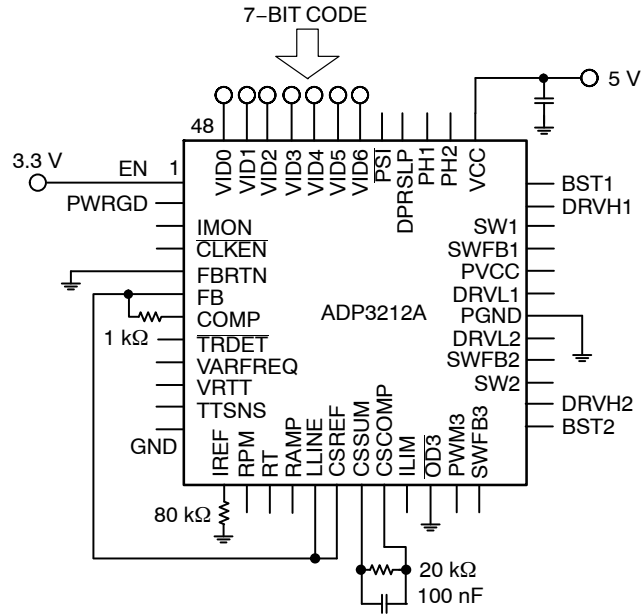 7−BIT CODE
5 V
48
VID0
VID1
VID2
VID3
VID4
VID5
VID6
PSI
DPRSLP
PH1
PH2
VCC
3.3 V
EN
1
PWRGD
IMON
CLKEN
FBRTN
FB
COMP
1 kΩ
TRDET
VARFREQ
VRTT
TTSNS
GND
ADP3212A
BST1
DRVH1
SW1
SWFB1
PVCC
DRVL1
PGND
DRVL2
SWFB2
SW2
DRVH2
BST2
IREF
RPM
RT
RAMP
LLINE
CSREF
CSSUM
CSCOMP
ILIM
OD3
PWM3
SWFB3
80 kΩ
20 kΩ
100 nF